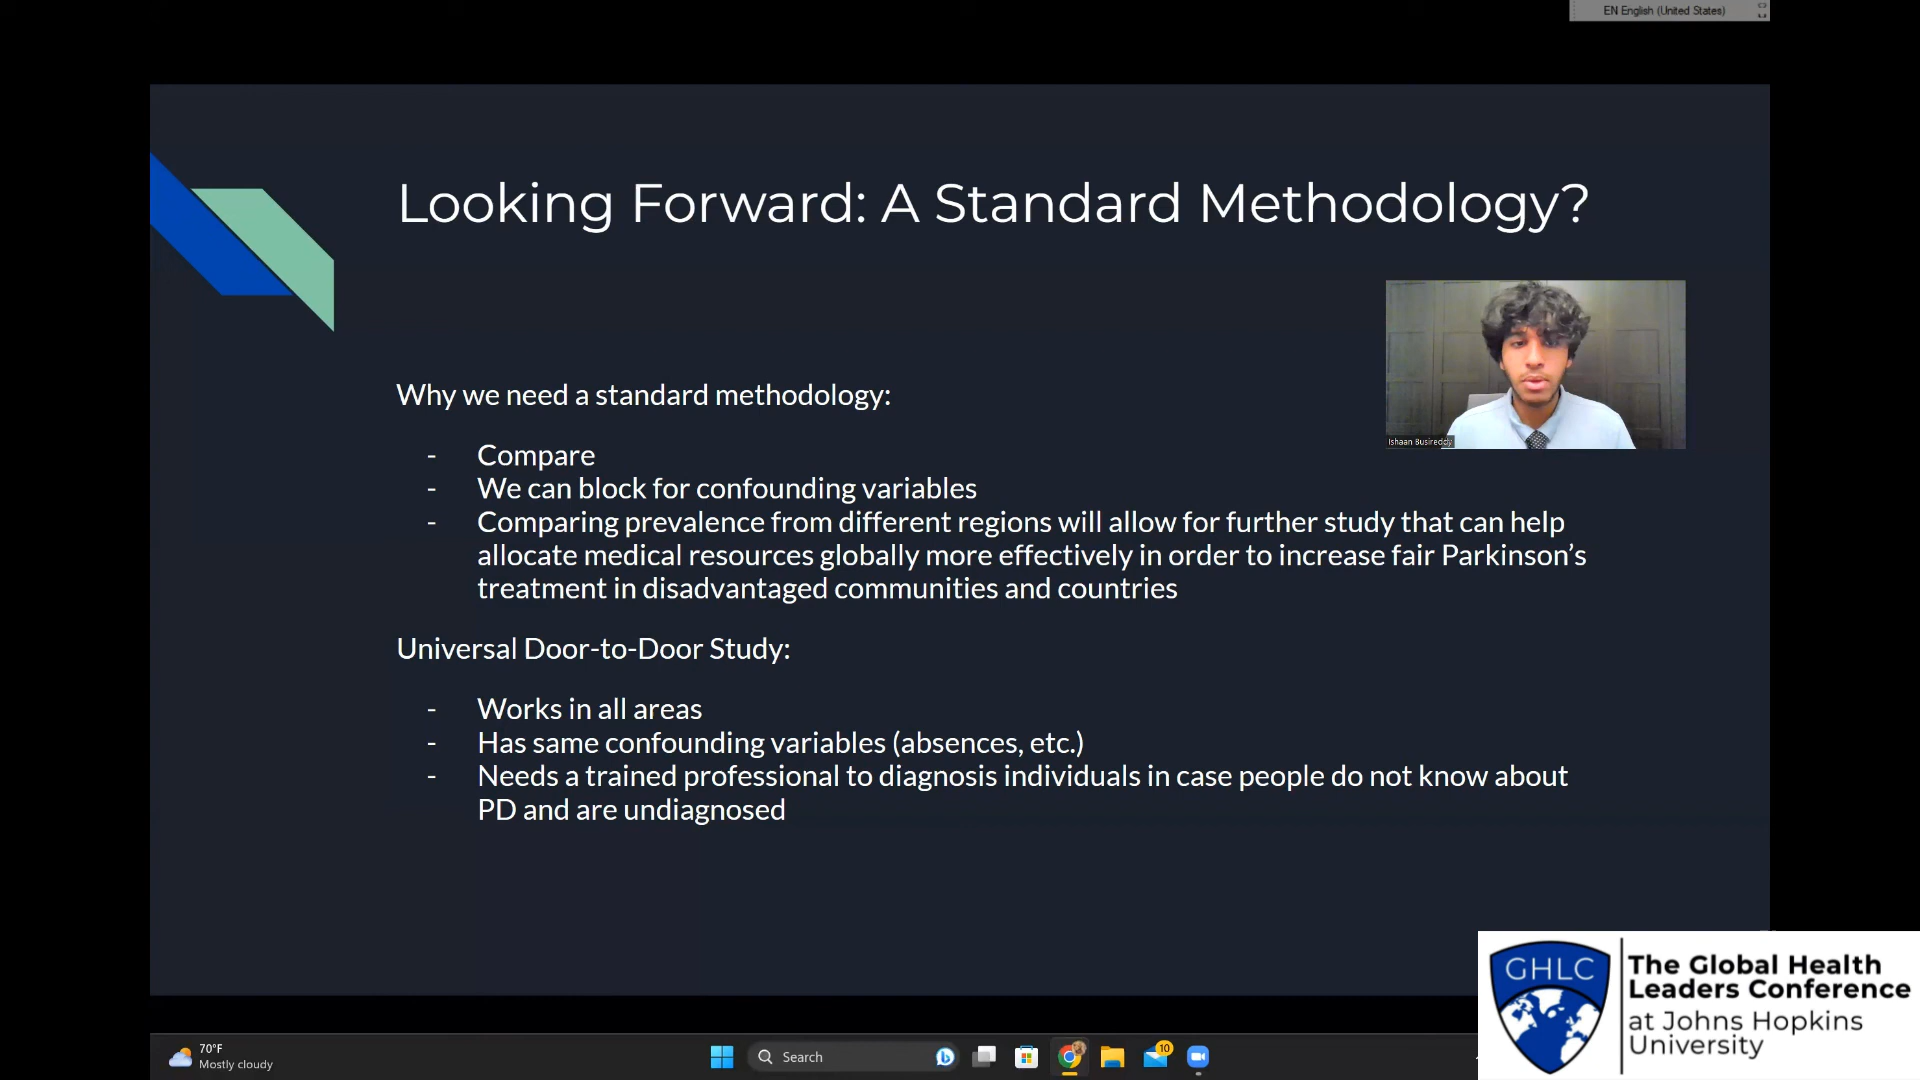 EN English (United States)
Looking Forward: A Standard Methodology?
Ishaan Busireddy
Why we need a standard methodology:
- Compare
- We can block for confounding variables
- Comparing prevalence from different regions will allow for further study that can help
allocate medical resources globally more effectively in order to increase fair Parkinson’s
treatment in disadvantaged communities and countries
Universal Door-to-Door Study:
- Works in all areas
- Has same confounding variables (absences, etc.)
- Needs a trained professional to diagnosis individuals in case people do not know about
PD and are undiagnosed
GHLC
The Global Health
Leaders Conference
at Johns Hopkins
University
70°F
Mostly cloudy
Search
10